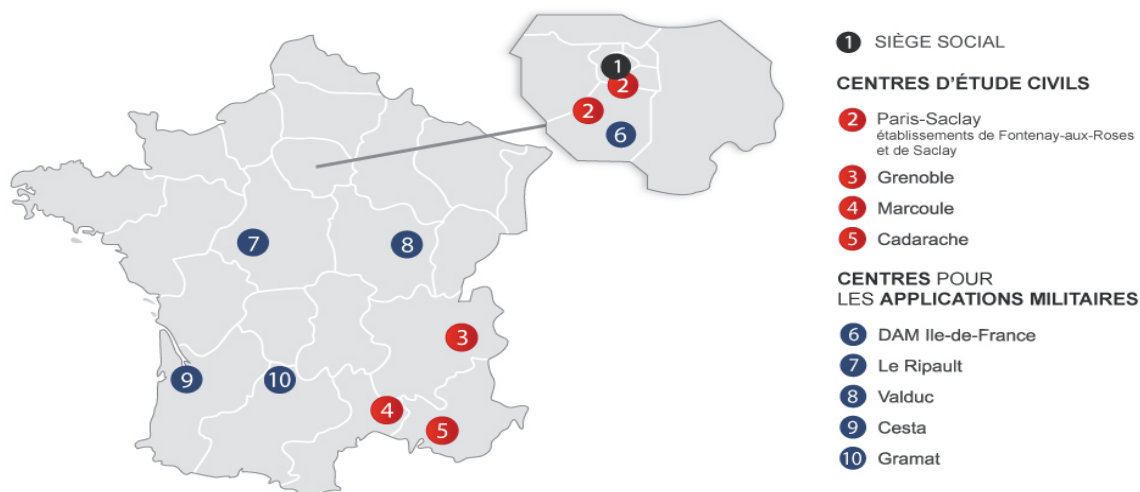 1
2
2
6
7
8
3
9
10
4
5
1 SIÈGE SOCIAL
CENTRES D'ÉTUDE CIVILS
2 Paris-Saclay
établissements de Fontenay-aux-Roses
et de Saclay
3 Grenoble
4 Marcoule
5 Cadarache
CENTRES POUR
LES APPLICATIONS MILITAIRES
6 DAM Ile-de-France
7 Le Ripault
8 Valduc
9 Cesta
10 Gramat